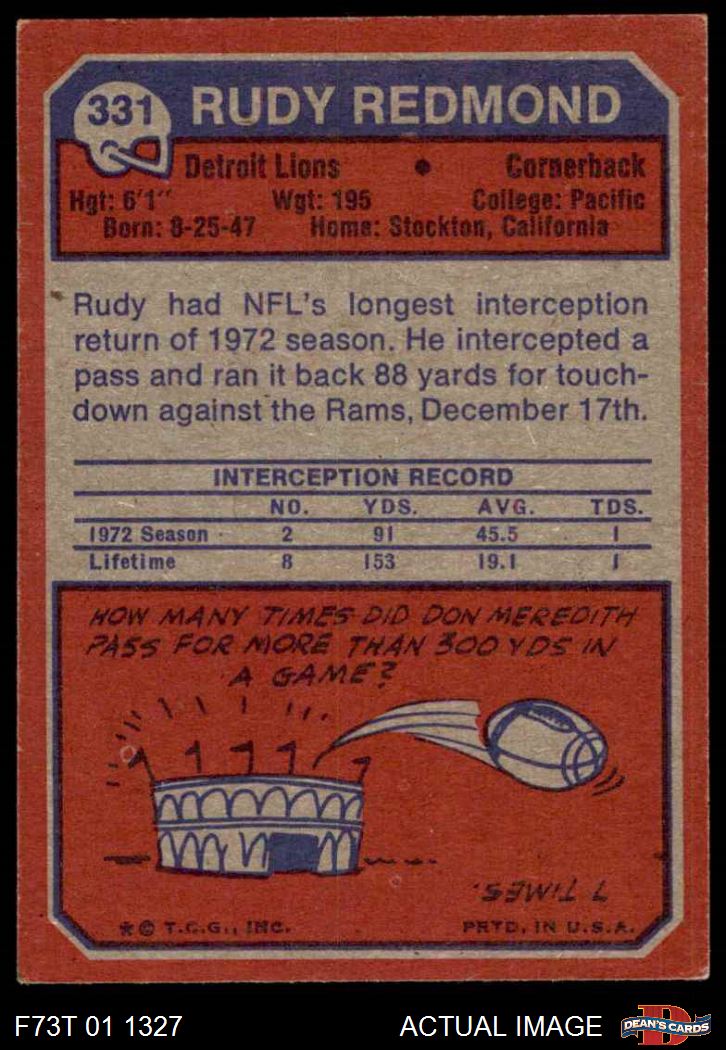 331 RUDY REDMOND
Detroit Lions • Cornerback
Hgt: 6'1" Wgt: 195 College: Pacific
Born: 8-25-47 Home: Stockton, California
Rudy had NFL's longest interception
return of 1972 season. He intercepted a
pass and ran it back 88 yards for touch-
down against the Rams, December 17th.
INTERCEPTION RECORD
NO. YDS. AVG. TDS.
1972 Season 2 91 45.5 1
Lifetime 8 153 19.1 1
HOW MANY TIMES DID DON MEREDITH
PASS FOR MORE THAN 300 YDS IN
A GAME?
7 TIMES.
* © T.C.G., INC. PRTD. IN U.S.A.
F73T 01 1327 ACTUAL IMAGE D DEAN'S CARDS